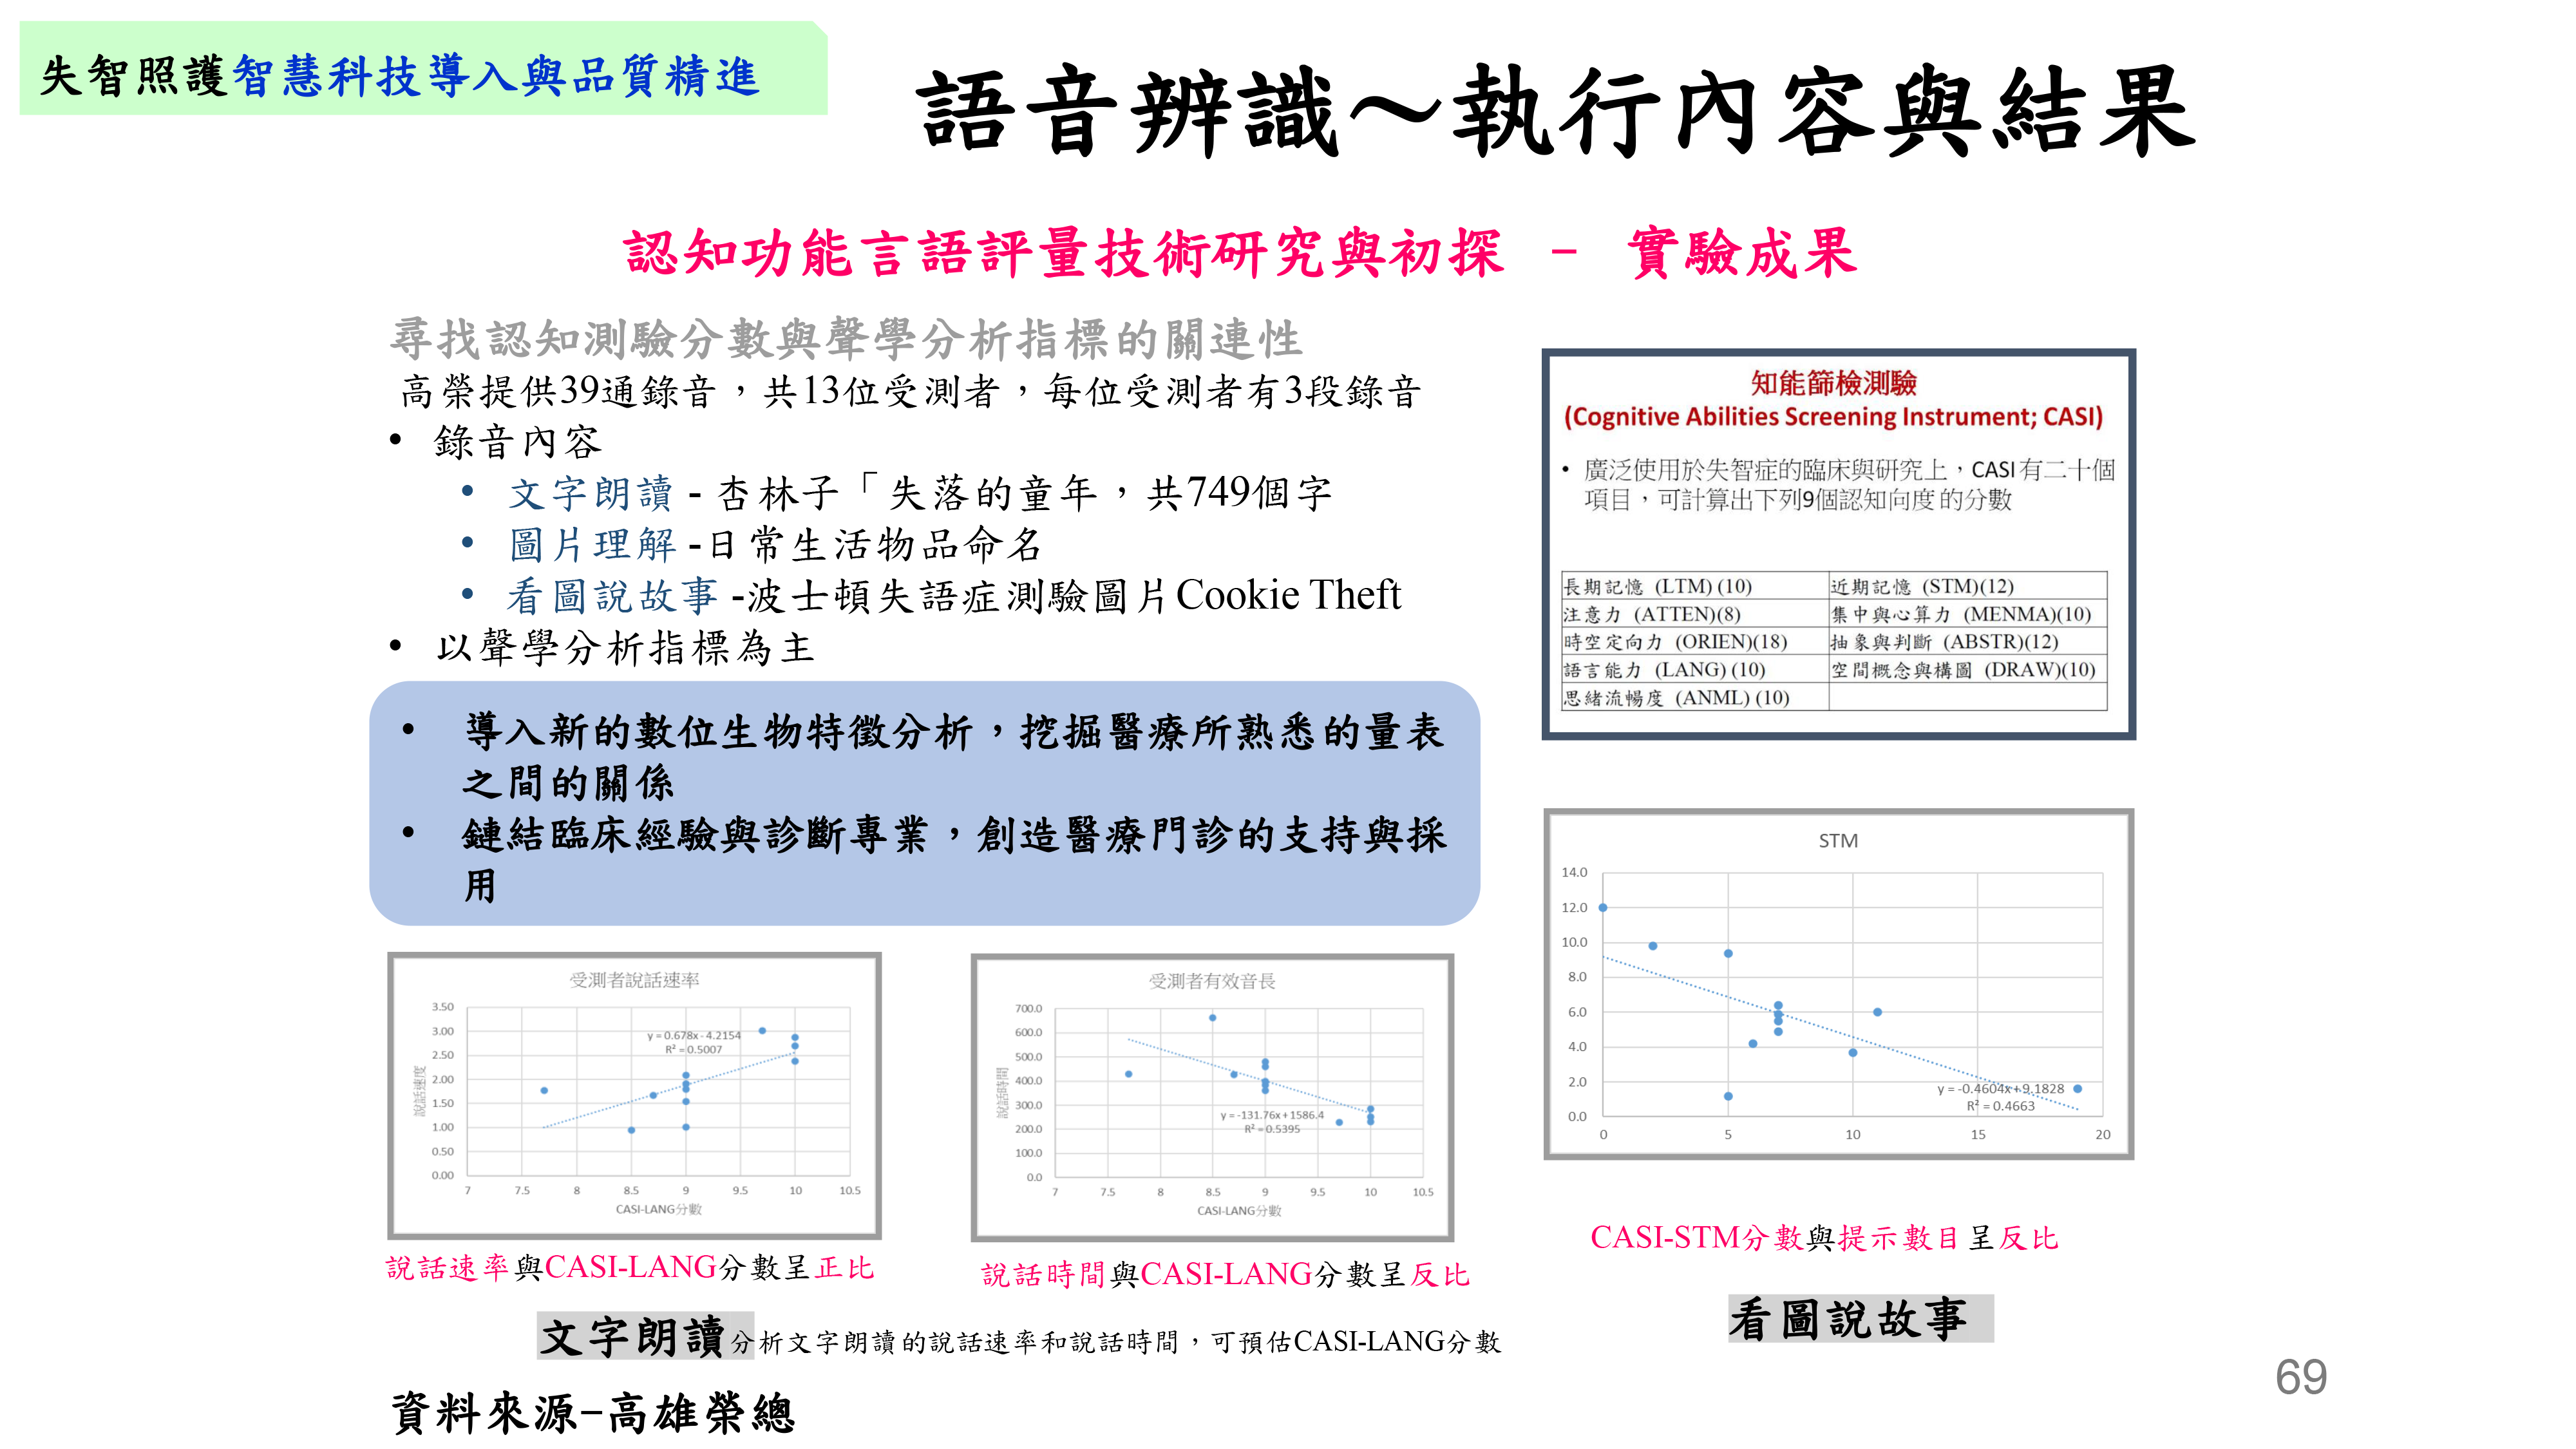 失智照護智慧科技導入與品質精進
語音辨識～執行內容與結果
認知功能言語評量技術研究與初探 - 實驗成果
尋找認知測驗分數與聲學分析指標的關連性
高榮提供39通錄音，共13位受測者，每位受測者有3段錄音
• 錄音內容
• 文字朗讀 - 杏林子「失落的童年，共749個字
• 圖片理解 -日常生活物品命名
• 看圖說故事 -波士頓失語症測驗圖片Cookie Theft
• 以聲學分析指標為主
• 導入新的數位生物特徵分析，挖掘醫療所熟悉的量表
之間的關係
• 鏈結臨床經驗與診斷專業，創造醫療門診的支持與採
用
知能篩檢測驗
(Cognitive Abilities Screening Instrument; CASI)
• 廣泛使用於失智症的臨床與研究上，CASI有二十個
項目，可計算出下列9個認知向度的分數
長期記憶 (LTM) (10) 近期記憶 (STM)(12)
注意力 (ATTEN)(8) 集中與心算力 (MENMA)(10)
時空定向力 (ORIEN)(18) 抽象與判斷 (ABSTR)(12)
語言能力 (LANG) (10) 空間概念與構圖 (DRAW)(10)
思緒流暢度 (ANML) (10)
受測者說話速率
3.50
3.00
2.50
2.00
1.50
1.00
0.50
0.00
說話速度
y = 0.678x - 4.2154
R² = 0.5007
7 7.5 8 8.5 9 9.5 10 10.5
CASI-LANG分數
說話速率與CASI-LANG分數呈正比
受測者有效音長
700.0
600.0
500.0
400.0
300.0
200.0
100.0
0.0
說話時間
y = -131.76x + 1586.4
R² = 0.5395
7 7.5 8 8.5 9 9.5 10 10.5
CASI-LANG分數
說話時間與CASI-LANG分數呈反比
STM
14.0
12.0
10.0
8.0
6.0
4.0
2.0
0.0
y = -0.4604x + 9.1828
R² = 0.4663
0 5 10 15 20
CASI-STM分數與提示數目呈反比
文字朗讀分析文字朗讀的說話速率和說話時間，可預估CASI-LANG分數
看圖說故事
資料來源-高雄榮總
69